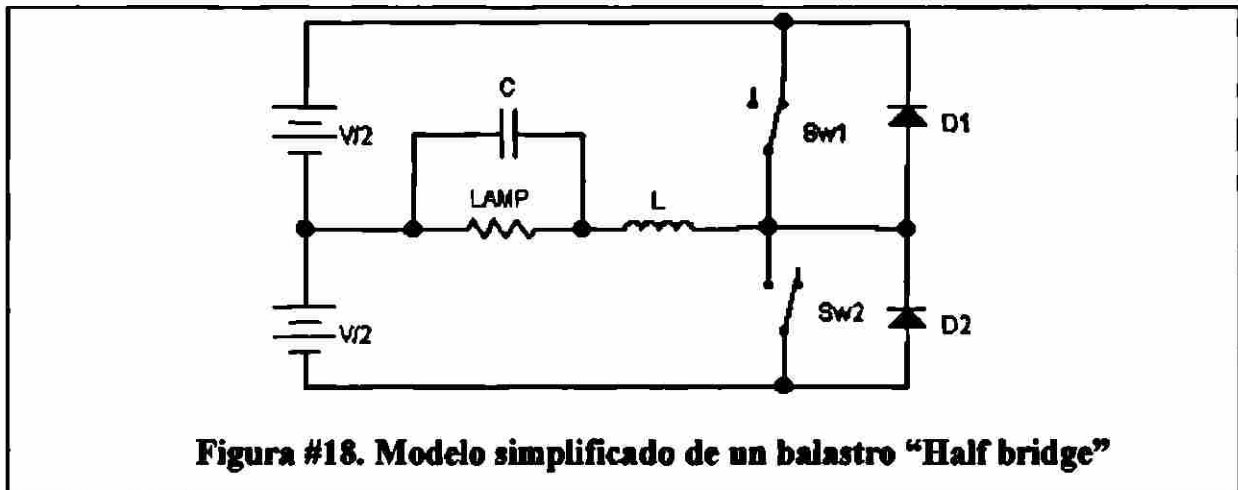 C
V/2
Sw1
D1
LAMP
L
V/2
Sw2
D2
Figura #18. Modelo simplificado de un balastro “Half bridge”